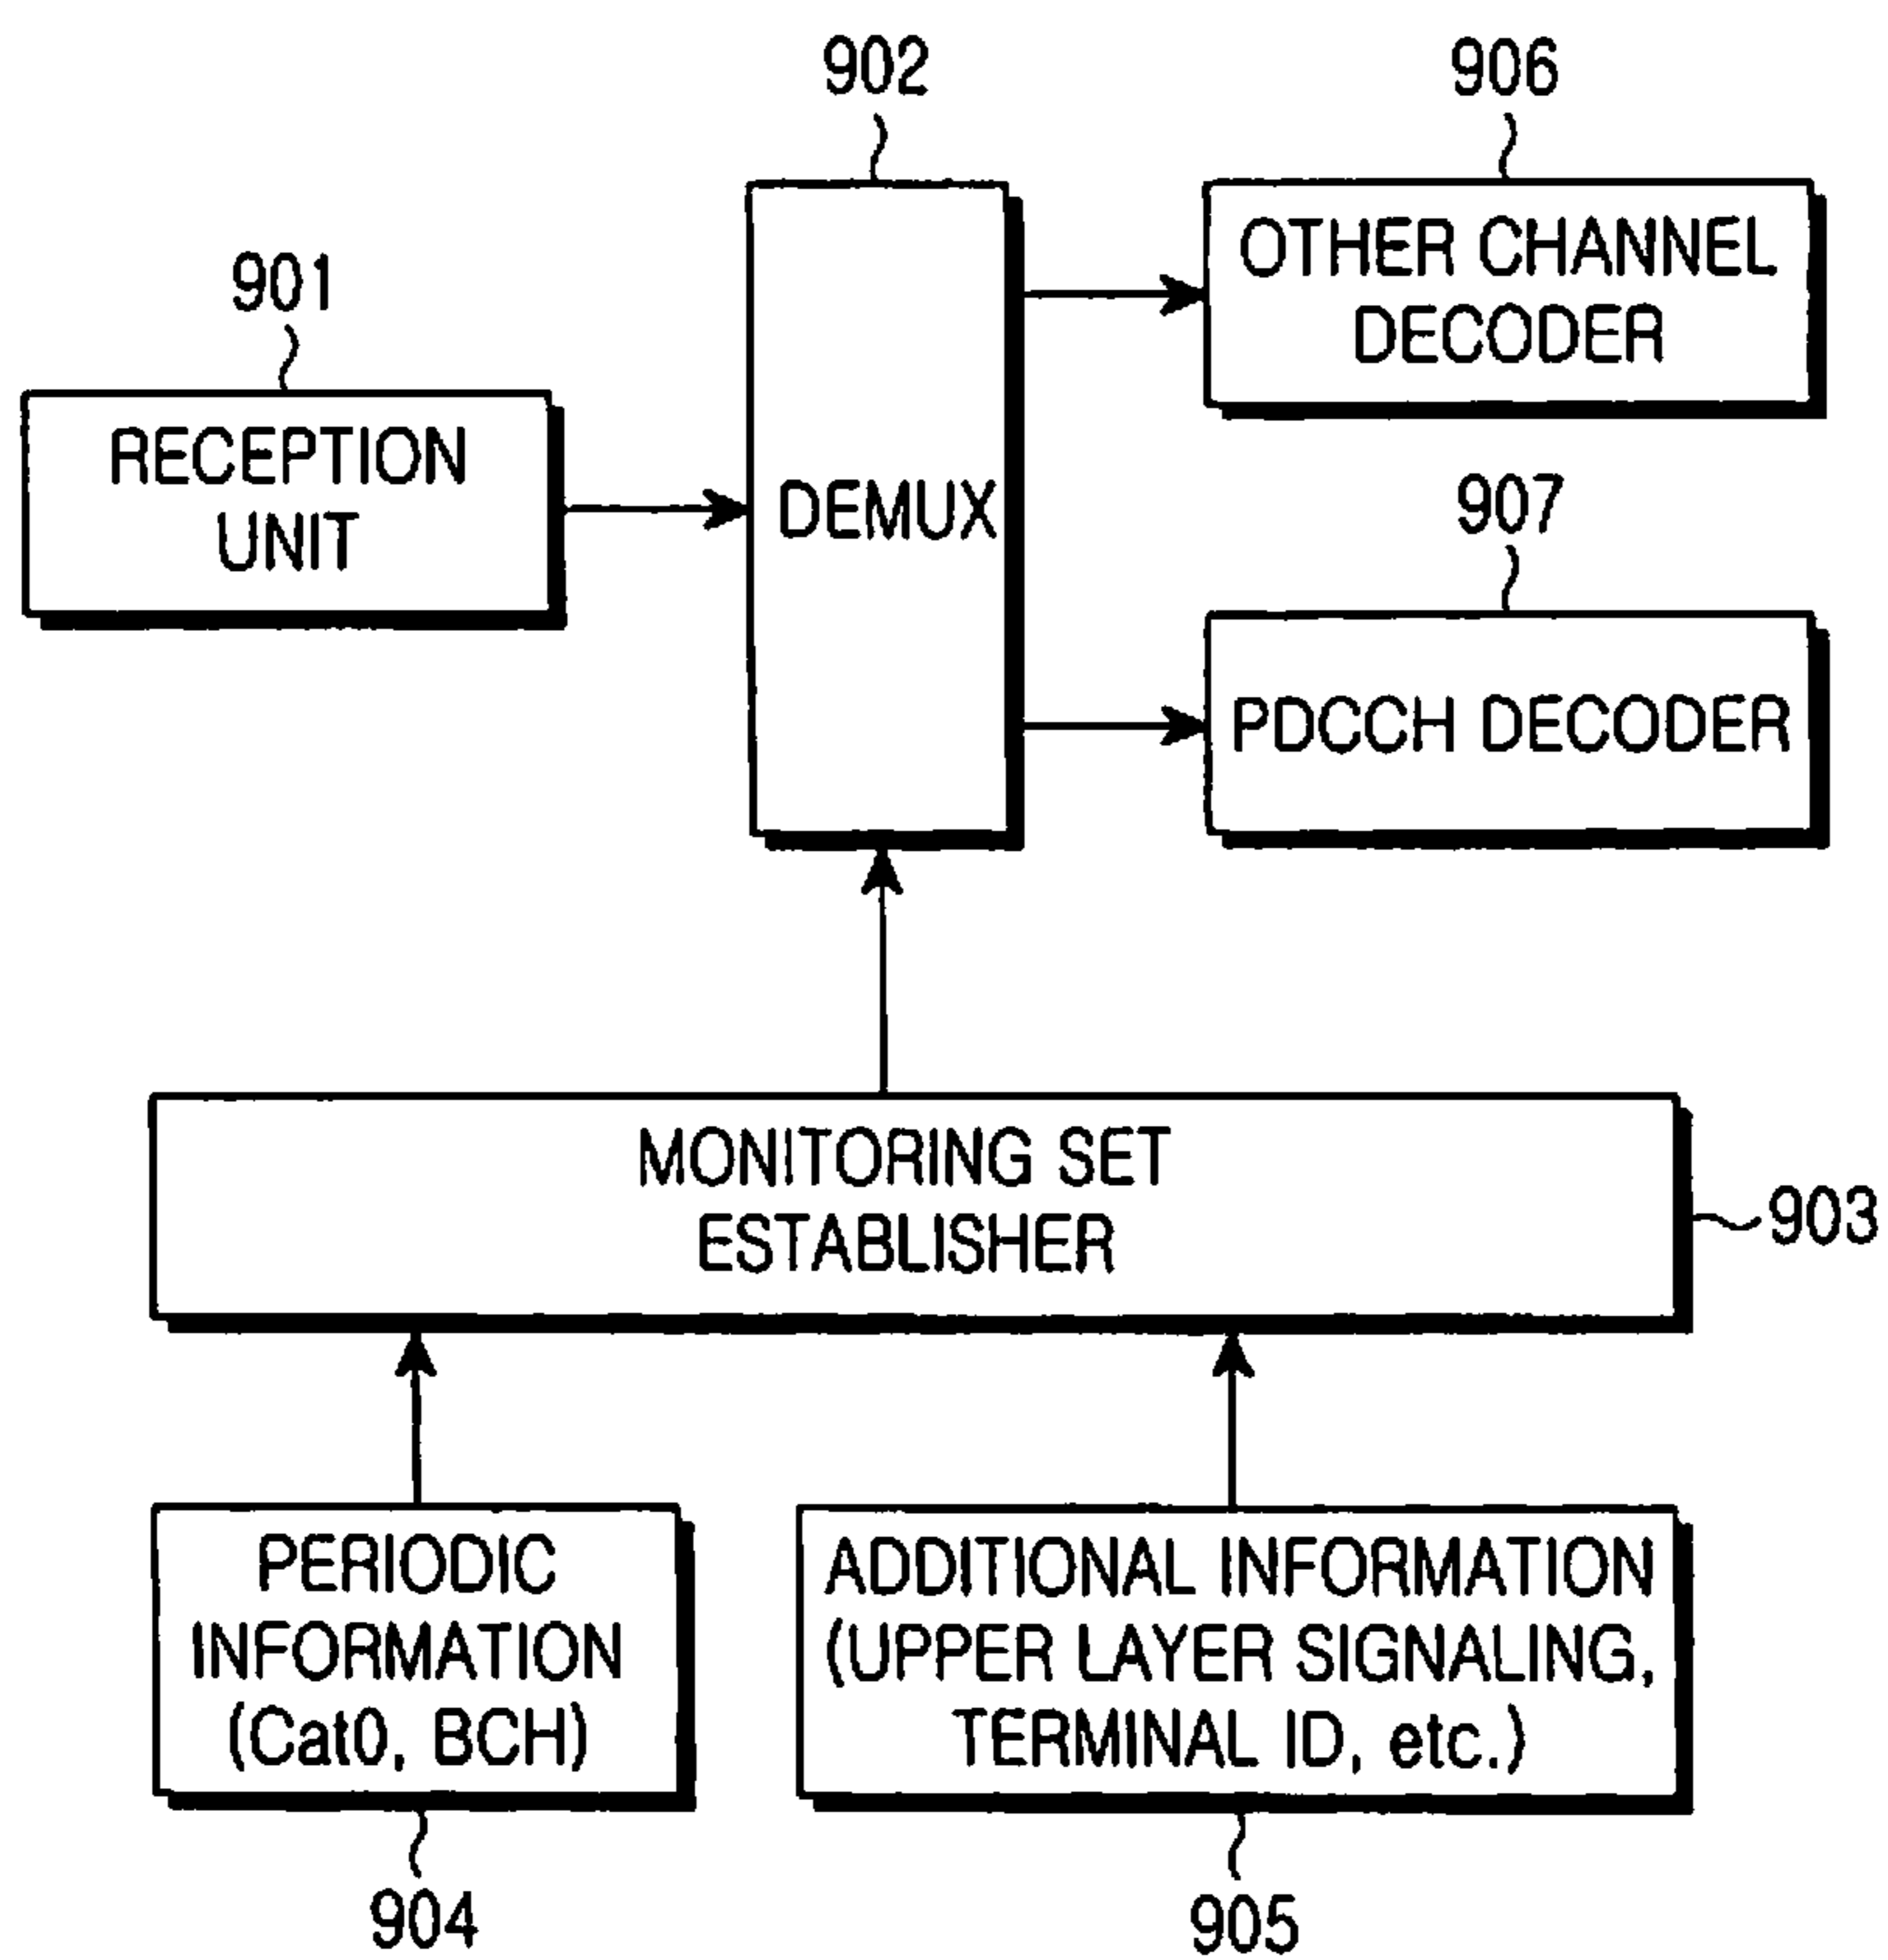 902
906
901
OTHER CHANNEL
DECODER
RECEPTION
UNIT
DEMUX
907
PDCCH DECODER
MONITORING SET
ESTABLISHER
903
PERIODIC
INFORMATION
(Cat0, BCH)
ADDITIONAL INFORMATION
(UPPER LAYER SIGNALING,
TERMINAL ID, etc.)
904
905